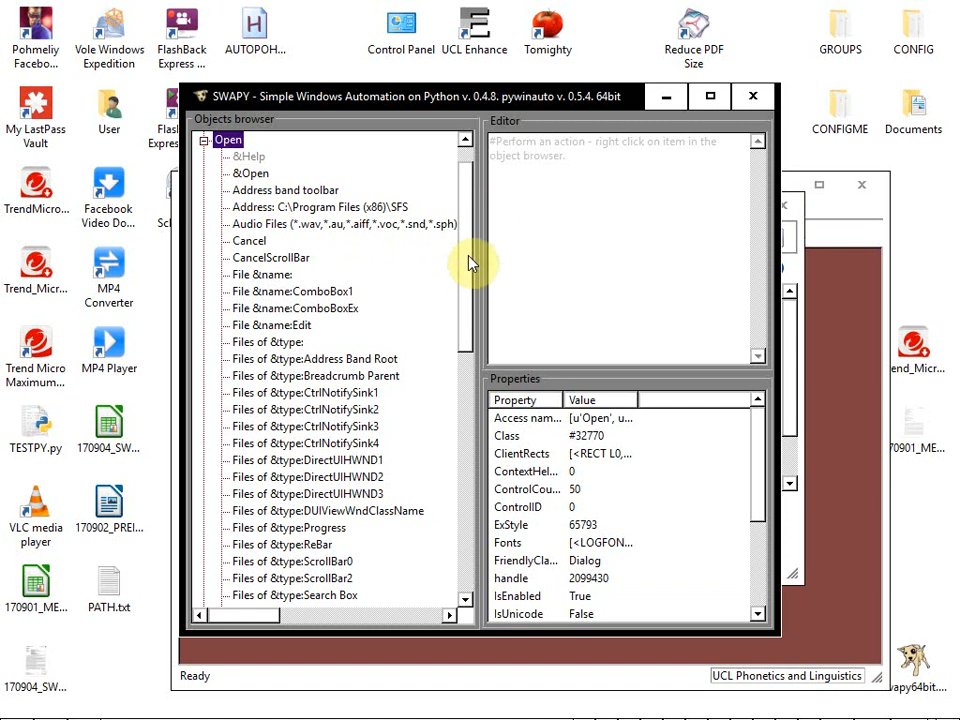 Pohmeliy
Facebo...
Vole Windows
Expedition
FlashBack
Express ...
AUTOPOH...
Control Panel
UCL Enhance
Tomighty
Reduce PDF
Size
GROUPS
CONFIG
My LastPass
Vault
User
Flash
Expres
CONFIGME
Documents
TrendMicro...
Facebook
Video Do...
Trend_Micr...
MP4
Converter
Trend Micro
Maximum...
MP4 Player
TESTPY.py
170904_SW...
VLC media
player
170902_PREI...
170901_ME...
PATH.txt
170904_SW...
SWAPY - Simple Windows Automation on Python v. 0.4.8. pywinauto v. 0.5.4. 64bit
Objects browser
Open
&Help
&Open
Address band toolbar
Address: C:\Program Files (x86)\SFS
Audio Files (*.wav,*.au,*.aiff,*.voc,*.snd,*.sph)
Cancel
CancelScrollBar
File &name:
File &name:ComboBox1
File &name:ComboBoxEx
File &name:Edit
Files of &type:
Files of &type:Address Band Root
Files of &type:Breadcrumb Parent
Files of &type:CtrlNotifySink1
Files of &type:CtrlNotifySink2
Files of &type:CtrlNotifySink3
Files of &type:CtrlNotifySink4
Files of &type:DirectUIHWND1
Files of &type:DirectUIHWND2
Files of &type:DirectUIHWND3
Files of &type:DUIViewWndClassName
Files of &type:Progress
Files of &type:ReBar
Files of &type:ScrollBar0
Files of &type:ScrollBar2
Files of &type:Search Box
Editor
#Perform an action - right click on item in the
object browser.
Properties
Property Value
Access nam... [u'Open', u...
Class #32770
ClientRects [<RECT L0,...
ContextHel... 0
ControlCou... 50
ControlID 0
ExStyle 65793
Fonts [<LOGFON...
FriendlyCla... Dialog
handle 2099430
IsEnabled True
IsUnicode False
Ready
UCL Phonetics and Linguistics
end_Micr...
70901_ME...
vapy64bit....